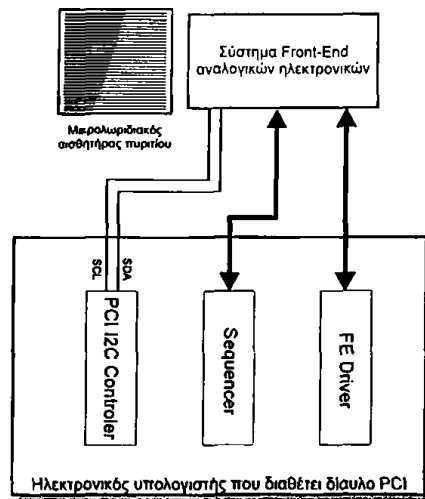 Σύστημα Front-End
αναλογικών ηλεκτρονικών
Μικρολωριδιακός
αισθητήρας πυριτίου
SCL
SDA
PCI I2C Controler
Sequencer
FE Driver
Ηλεκτρονικός υπολογιστής που διαθέτει δίαυλο PCI